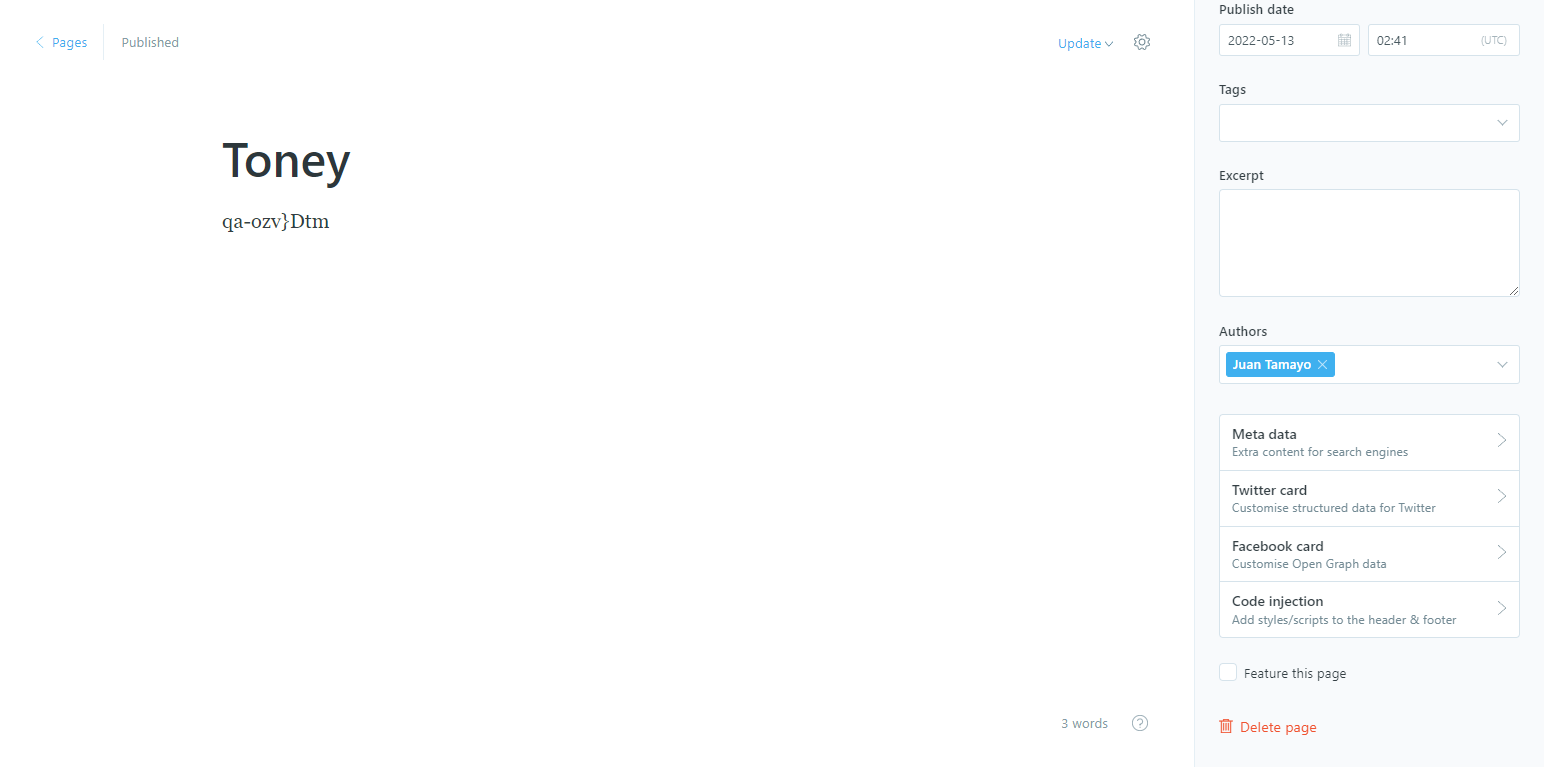 Pages
Published
Update
Toney
qa-ozv}Dtm
3 words
Publish date
2022-05-13
02:41 (UTC)
Tags
Excerpt
Authors
Juan Tamayo
Meta data
Extra content for search engines
Twitter card
Customise structured data for Twitter
Facebook card
Customise Open Graph data
Code injection
Add styles/scripts to the header & footer
Feature this page
Delete page